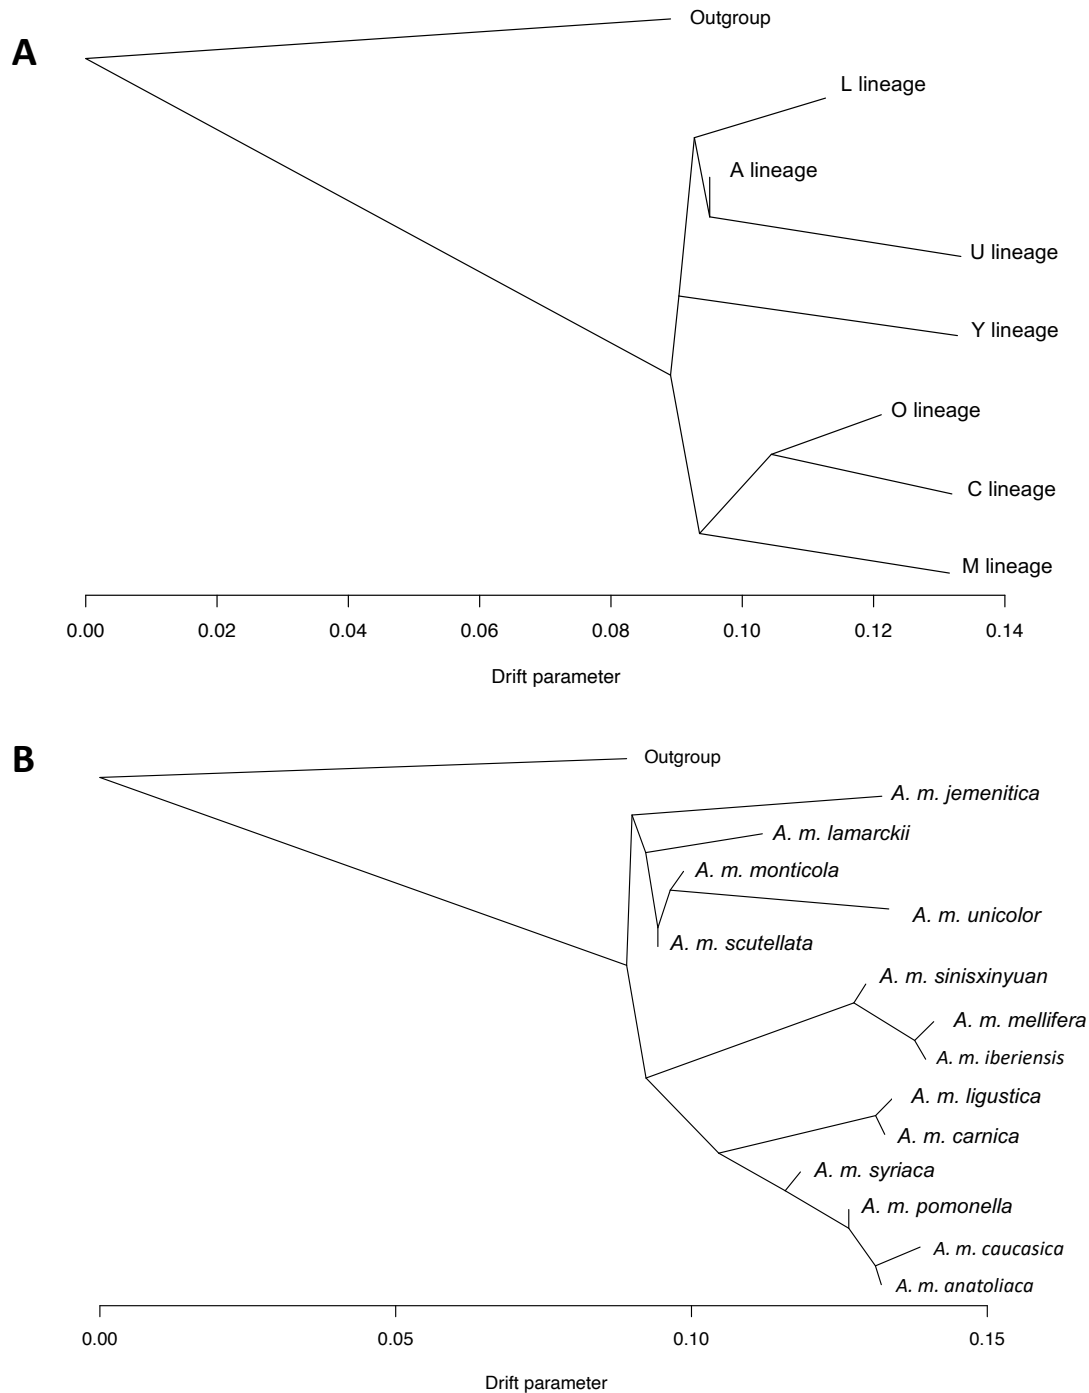 A
Outgroup
L lineage
A lineage
U lineage
Y lineage
O lineage
C lineage
M lineage
0.00 0.02 0.04 0.06 0.08 0.10 0.12 0.14
Drift parameter
B
Outgroup
A. m. jemenitica
A. m. lamarckii
A. m. monticola
A. m. unicolor
A. m. scutellata
A. m. sinisxinyuan
A. m. mellifera
A. m. iberiensis
A. m. ligustica
A. m. carnica
A. m. syriaca
A. m. pomonella
A. m. caucasica
A. m. anatoliaca
0.00 0.05 0.10 0.15
Drift parameter